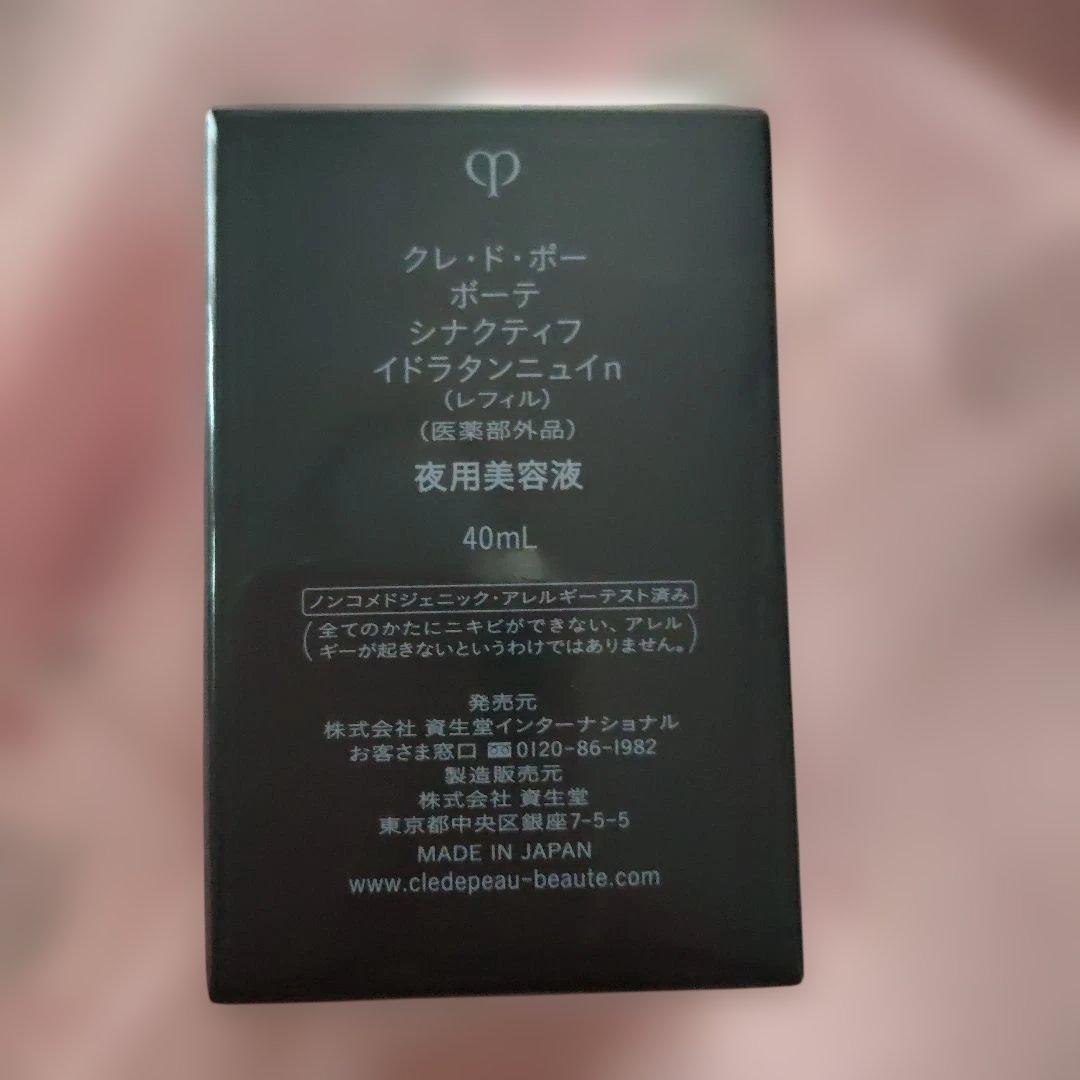 クレ・ド・ポー
ボーテ
シナクティフ
イドラタンニュイn
(レフィル)
(医薬部外品)
夜用美容液
40mL
ノンコメドジェニック・アレルギーテスト済み
(全てのかたにニキビができない、アレル
ギーが起きないというわけではありません。)
発売元
株式会社 資生堂インターナショナル
お客さま窓口 0120-86-1982
製造販売元
株式会社 資生堂
東京都中央区銀座7-5-5
MADE IN JAPAN
www.cledepeau-beaute.com